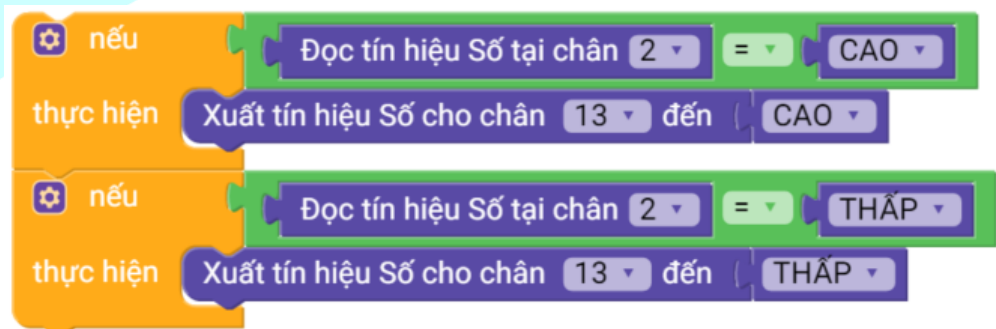 nếu Đọc tín hiệu Số tại chân 2 = CAO
thực hiện Xuất tín hiệu Số cho chân 13 đến CAO
nếu Đọc tín hiệu Số tại chân 2 = THẤP
thực hiện Xuất tín hiệu Số cho chân 13 đến THẤP